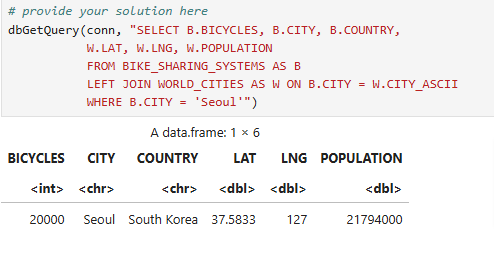 # provide your solution here
dbGetQuery(conn, "SELECT B.BICYCLES, B.CITY, B.COUNTRY,
W.LAT, W.LNG, W.POPULATION
FROM BIKE_SHARING_SYSTEMS AS B
LEFT JOIN WORLD_CITIES AS W ON B.CITY = W.CITY_ASCII
WHERE B.CITY = 'Seoul'")
A data.frame: 1 × 6
BICYCLES CITY COUNTRY LAT LNG POPULATION
<int> <chr> <chr> <dbl> <dbl> <dbl>
20000 Seoul South Korea 37.5833 127 21794000